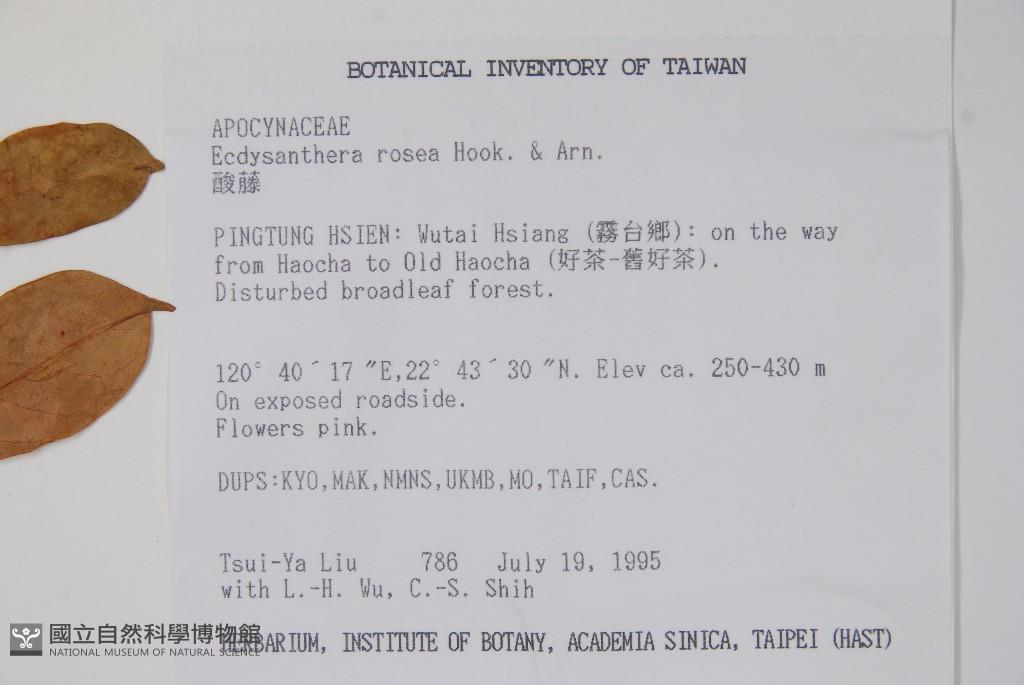 BOTANICAL INVENTORY OF TAIWAN
APOCYNACEAE
Ecdysanthera rosea Hook. & Arn.
酸藤
PINGTUNG HSIEN: Wutai Hsiang (霧台鄉): on the way
from Haocha to Old Haocha (好茶-舊好茶).
Disturbed broadleaf forest.
120° 40´17 ″E,22° 43´30 ″N. Elev ca. 250-430 m
On exposed roadside.
Flowers pink.
DUPS:KYO,MAK,NMNS,UKMB,MO,TAIF,CAS.
Tsui-Ya Liu 786 July 19, 1995
with L.-H. Wu, C.-S. Shih
HERBARIUM, INSTITUTE OF BOTANY, ACADEMIA SINICA, TAIPEI (HAST)
國立自然科學博物館
NATIONAL MUSEUM OF NATURAL SCIENCE